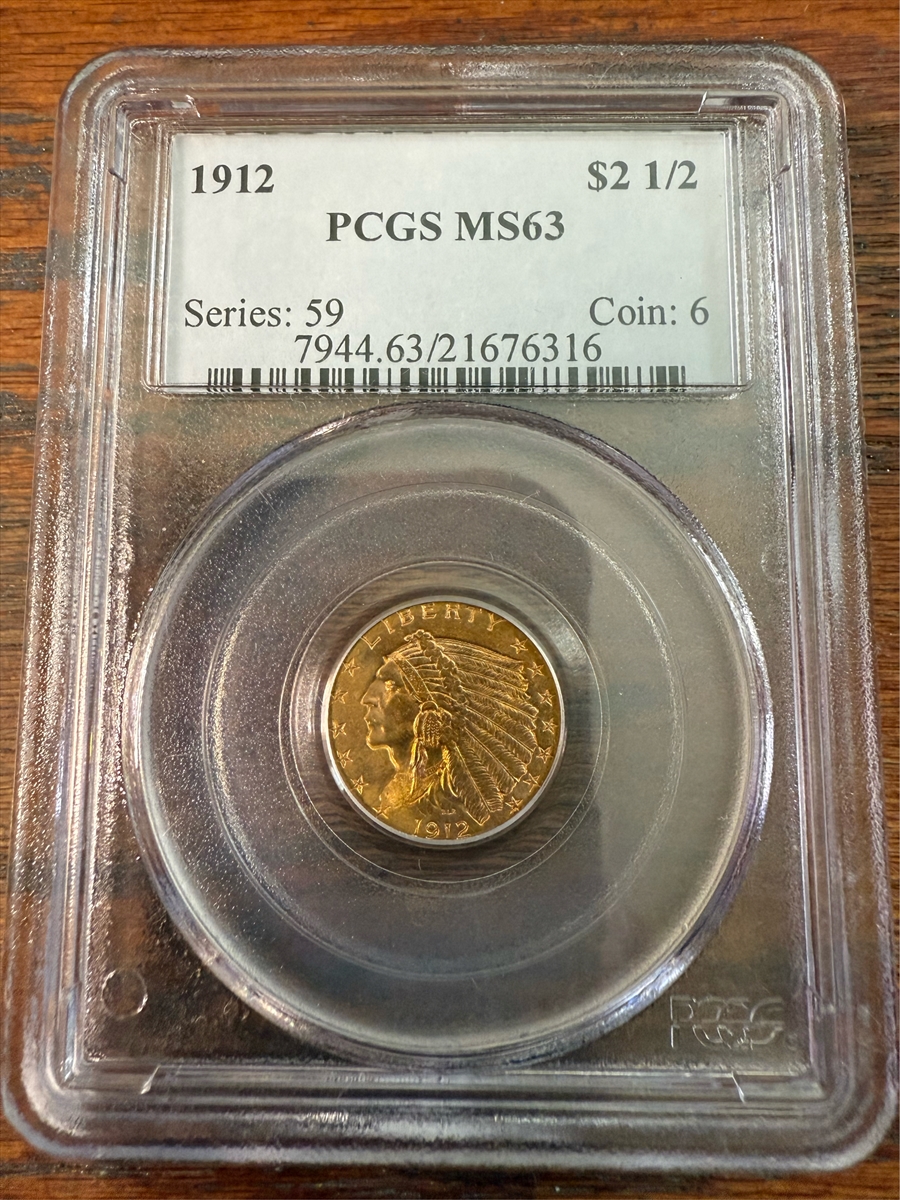 1912 $2 1/2
PCGS MS63
Series: 59 Coin: 6
7944.63/21676316
LIBERTY
1912
PCGS